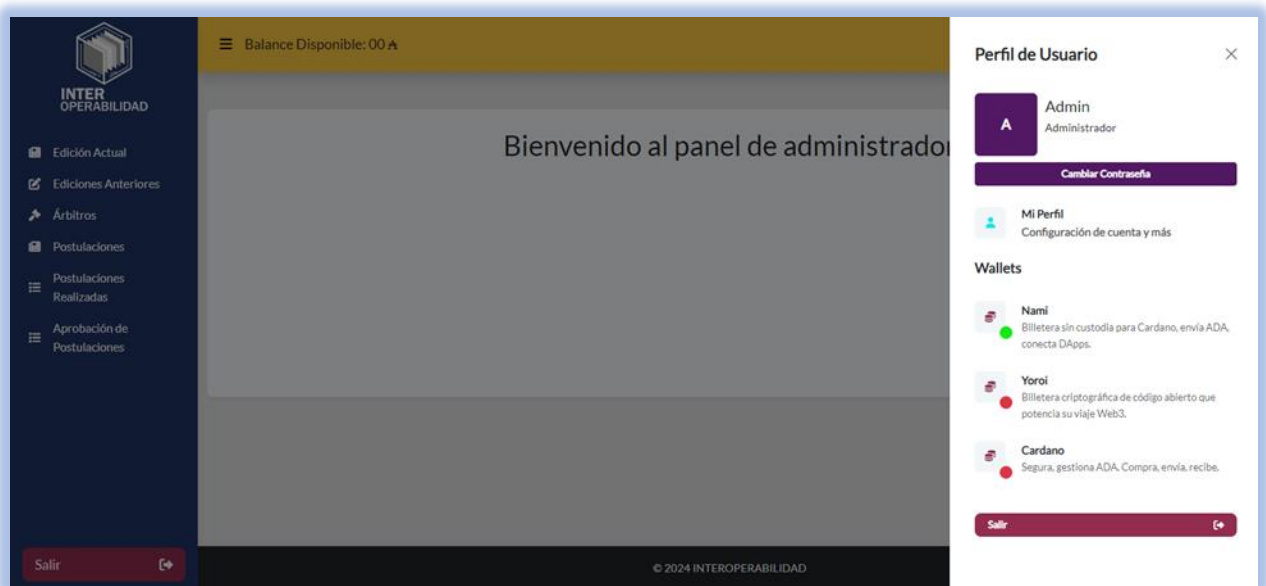 INTER
OPERABILIDAD
Edición Actual
Ediciones Anteriores
Árbitros
Postulaciones
Postulaciones
Realizadas
Aprobación de
Postulaciones
Salir
Balance Disponible: 00 ₳
Bienvenido al panel de administrador
© 2024 INTEROPERABILIDAD
Perfil de Usuario
A
Admin
Administrador
Cambiar Contraseña
Mi Perfil
Configuración de cuenta y más
Wallets
Nami
Billetera sin custodia para Cardano, envía ADA,
conecta DApps.
Yoroi
Billetera criptográfica de código abierto que
potencia su viaje Web3.
Cardano
Segura, gestiona ADA. Compra, envía, recibe.
Salir